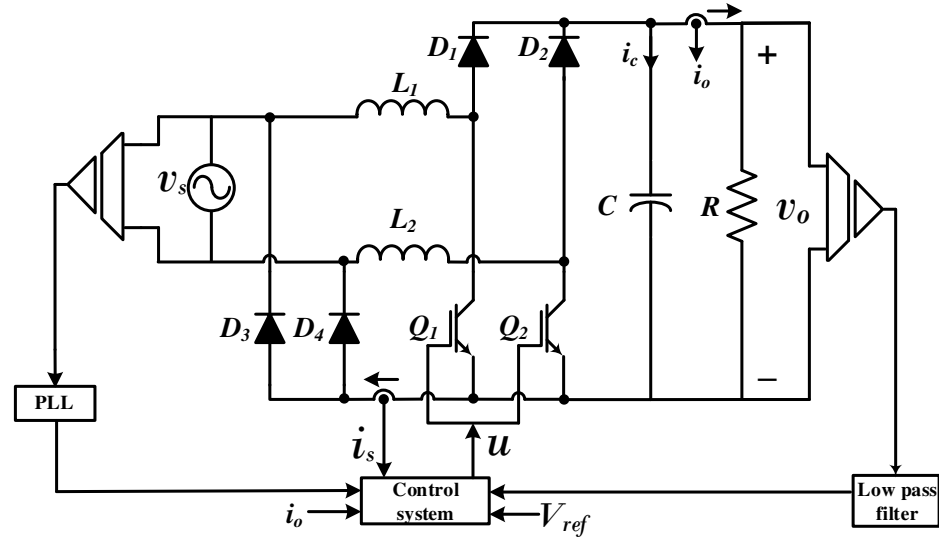 D1
D2
ic
io
+
L1
vs
C
R
vo
L2
D3
D4
Q1
Q2
−
PLL
is
u
Control
system
io
Vref
Low pass
filter